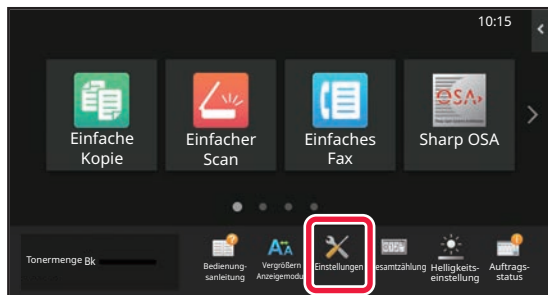 10:15
Einfache
Kopie
Einfacher
Scan
Einfaches
Fax
OSA
Sharp OSA
Tonermenge Bk
Bedienung-
sanleitung
Vergrößern
Anzeigemodu
Einstellungen
esamtzählung
Helligkeits-
einstellung
Auftrags-
status